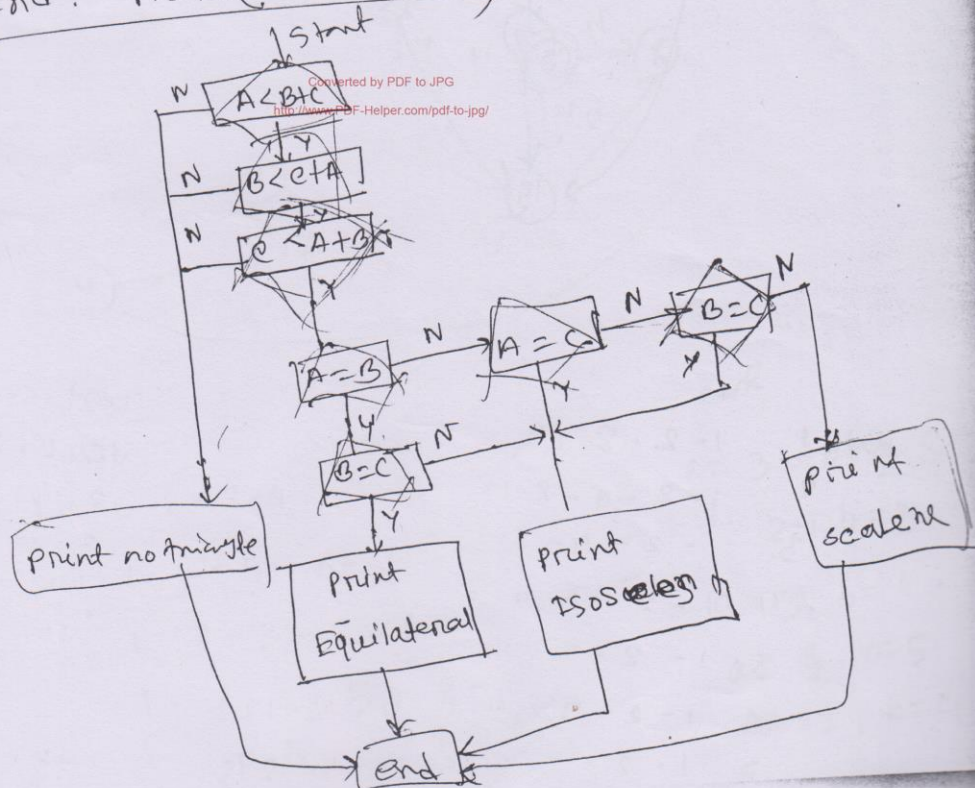 Start
Converted by PDF to JPG
http://www.PDF-Helper.com/pdf-to-jpg/
N
A < B+C
Y
N
B < C+A
Y
N
C < A+B
Y
A = B
N
A = C
N
B = C
N
Y
Y
Y
B = C
N
Y
print no triangle
print
Equilateral
print
ISoSceles
print
scalene
end